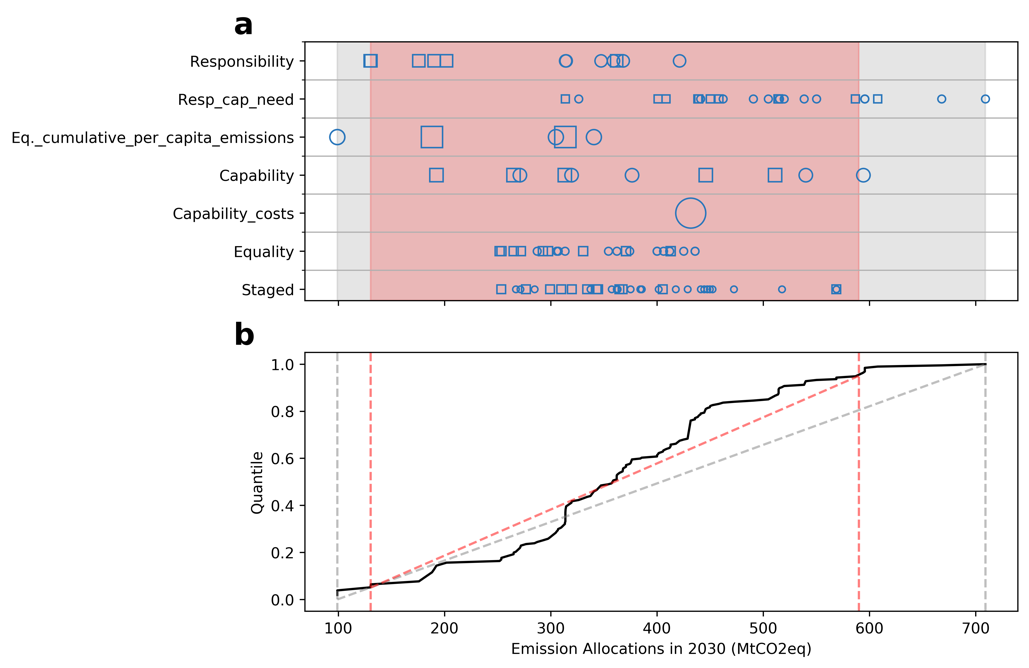 a
Responsibility
Resp_cap_need
Eq._cumulative_per_capita_emissions
Capability
Capability_costs
Equality
Staged
b
1.0
0.8
0.6
0.4
0.2
0.0
Quantile
100 200 300 400 500 600 700
Emission Allocations in 2030 (MtCO2eq)